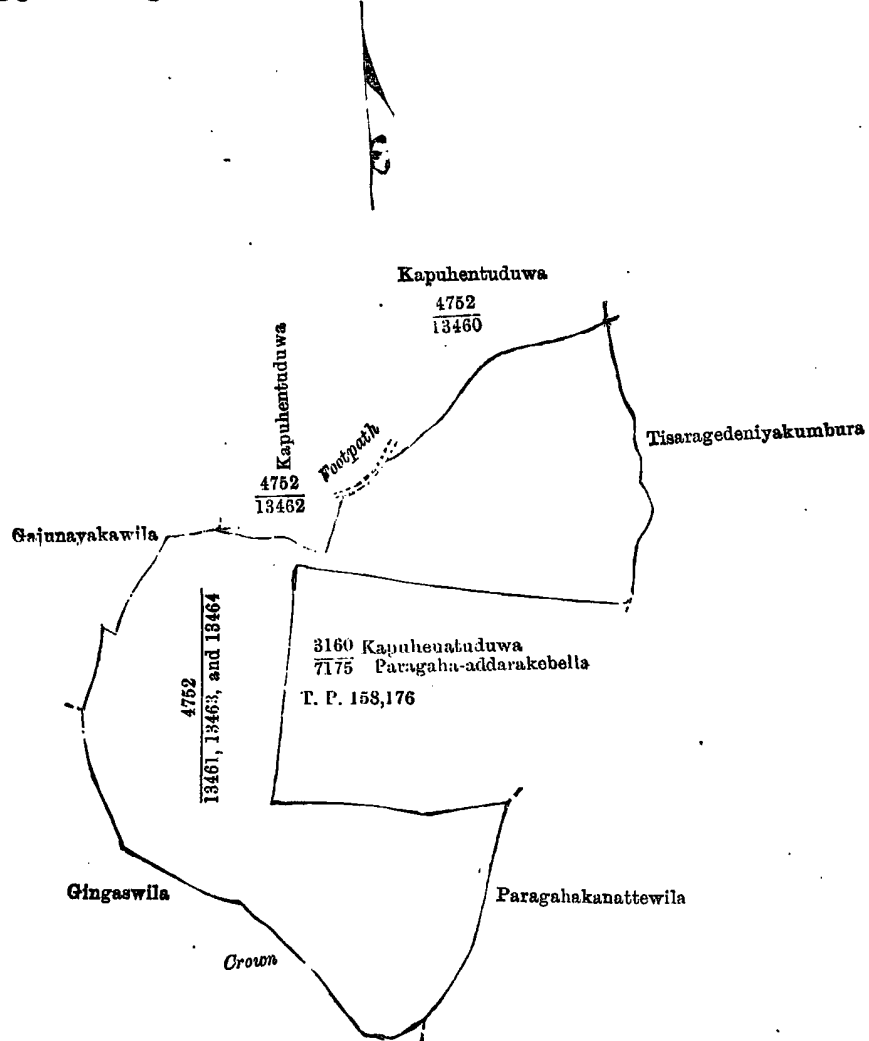 Kapuhentuduwa
4752
13460
Kapuhentuduwa
4752
13462
Footpath
Tisaragedeniyakumbura
Gajunayakawila
4752
13461, 13463, and 13464
3160 Kapuhenatuduwa
7175 Paragaha-addarakebella
T. P. 158,176
Gingaswila
Paragahakanattewila
Crown